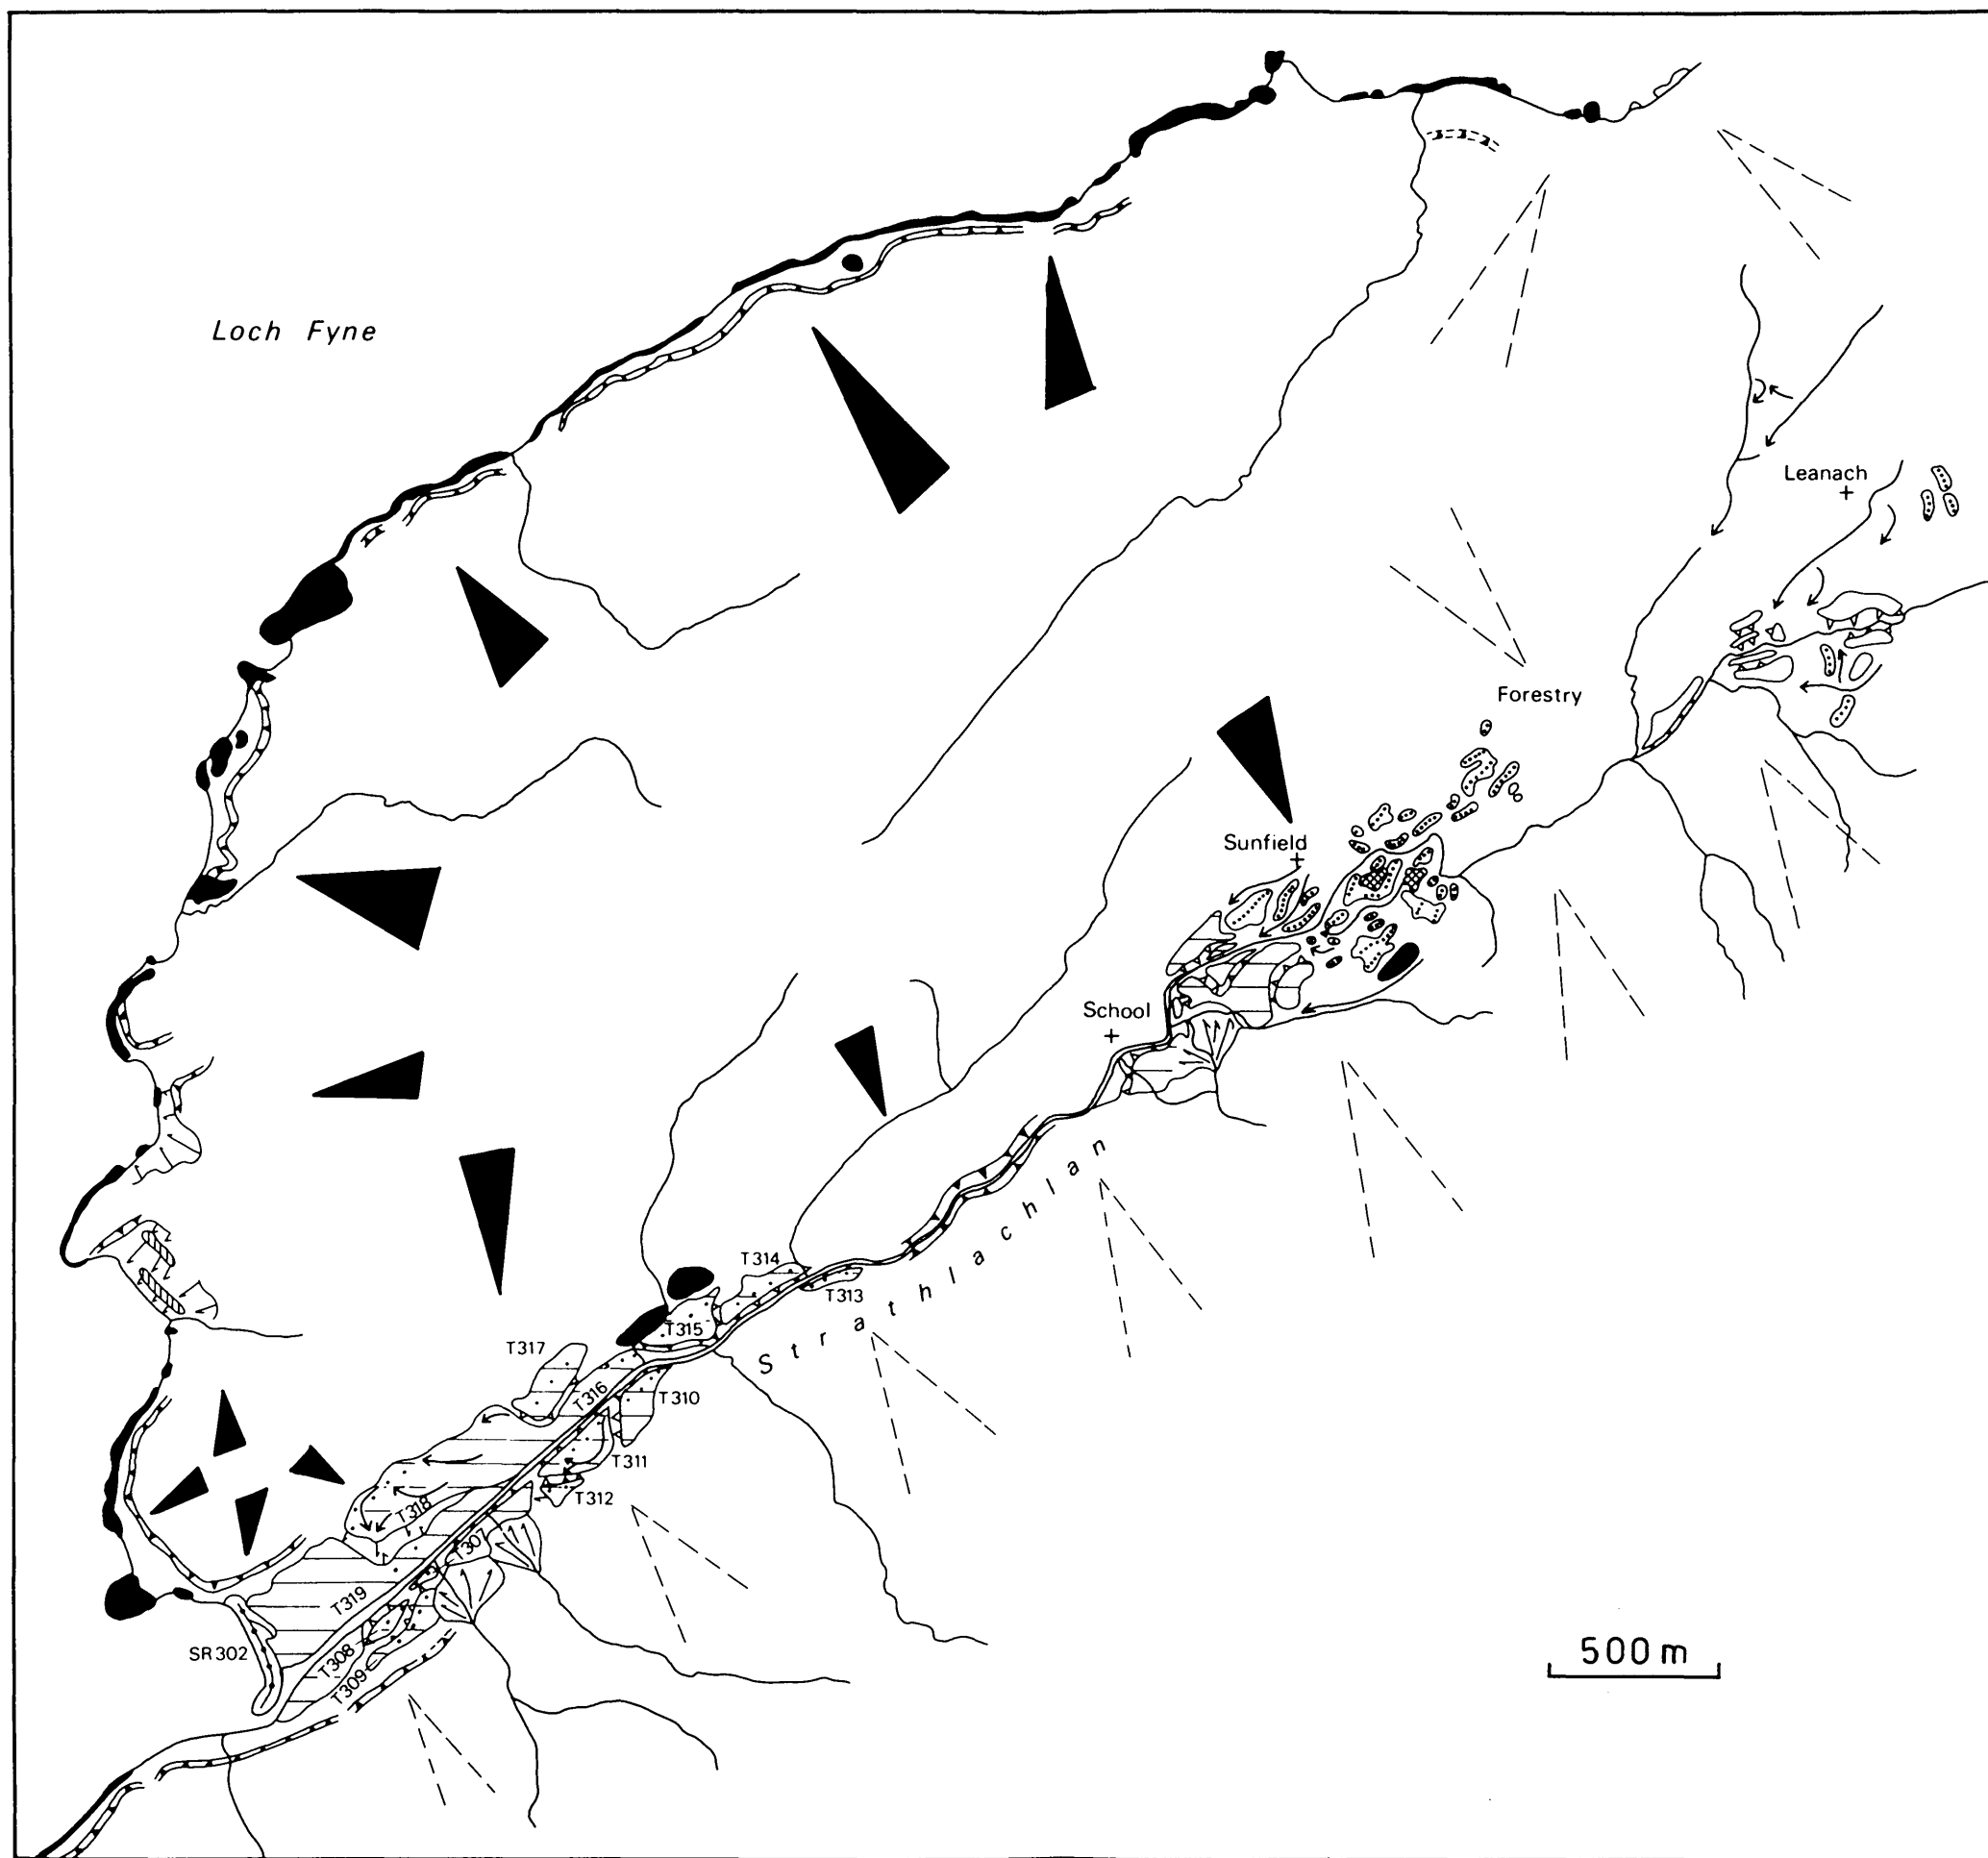 Loch Fyne
Leanach
Forestry
Sunfield
School
Strathlachlan
T314
T313
T315
T317
T316
T310
T311
T312
T318
T307
T319
SR302
T308
T309
500m